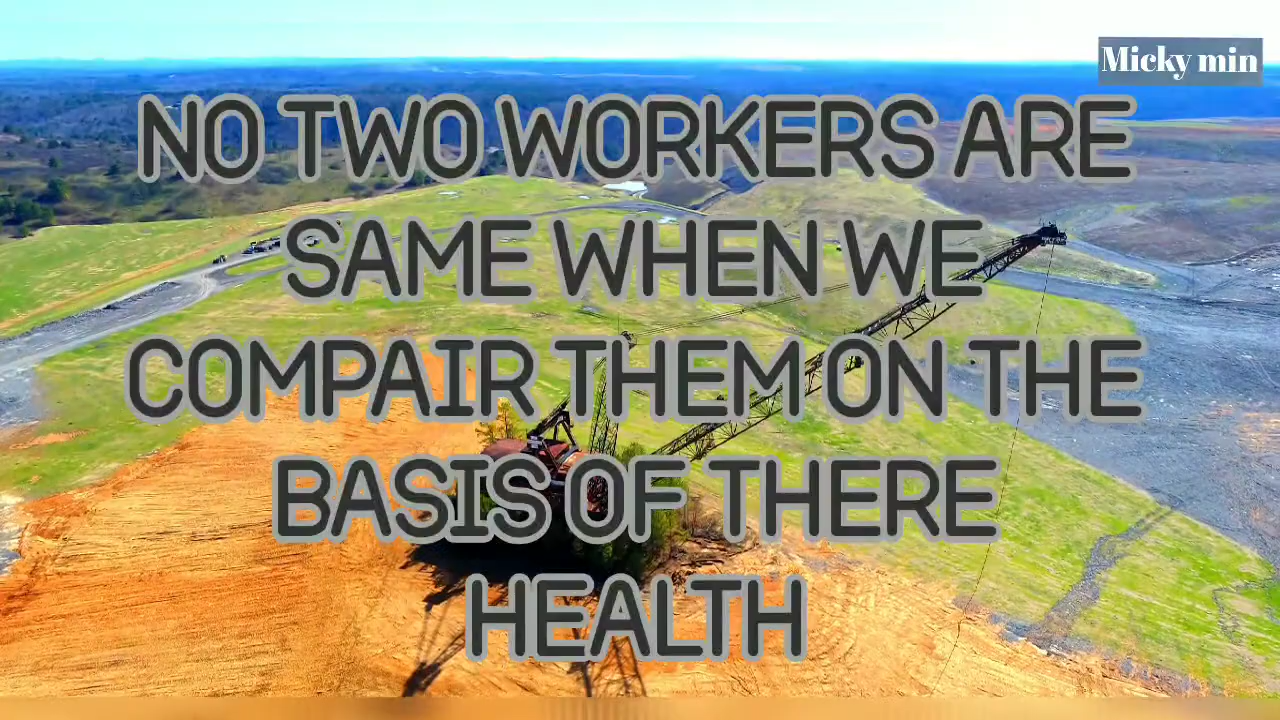 Micky min
NO TWO WORKERS ARE
SAME WHEN WE
COMPAIR THEM ON THE
BASIS OF THERE
HEALTH